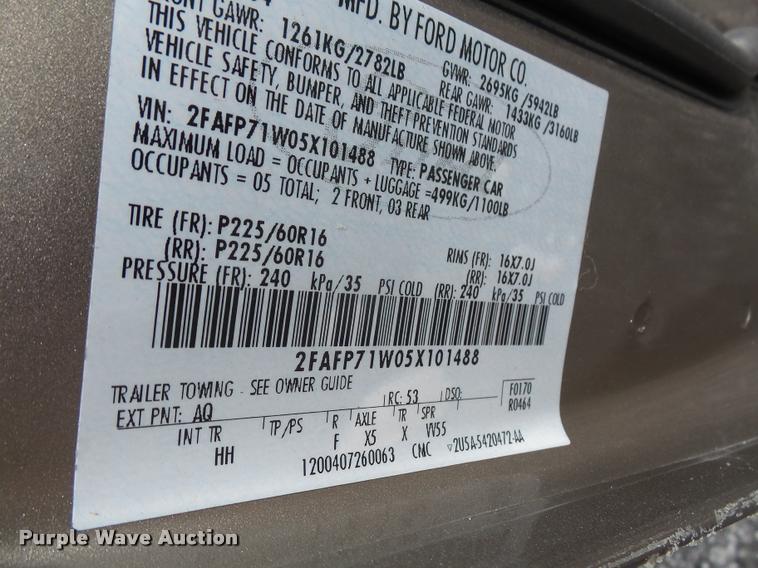 MFD. BY FORD MOTOR CO.
FRONT GAWR: 1261KG/2782LB
GVWR: 2695KG/5942LB
REAR GAWR: 1433KG/3160LB
THIS VEHICLE CONFORMS TO ALL APPLICABLE FEDERAL MOTOR
VEHICLE SAFETY, BUMPER, AND THEFT PREVENTION STANDARDS
IN EFFECT ON THE DATE OF MANUFACTURE SHOWN ABOVE.
VIN: 2FAFP71W05X101488 TYPE: PASSENGER CAR
MAXIMUM LOAD = OCCUPANTS + LUGGAGE =499KG/1100LB
OCCUPANTS = 05 TOTAL; 2 FRONT, 03 REAR
TIRE (FR): P225/60R16 RIMS (FR): 16X7.0J
(RR): P225/60R16 (RR): 16X7.0J
PRESSURE (FR): 240 kPa/35 PSI COLD (RR): 240 kPa/35 PSI COLD
2FAFP71W05X101488
TRAILER TOWING - SEE OWNER GUIDE
EXT PNT: AQ RC: 53 DSO: F0170
R0464
INT TR TP/PS R AXLE TR SPR
HH F X5 X VV55
1200407260063 CMC ▽2U5A-5420472-AA
Purple Wave Auction